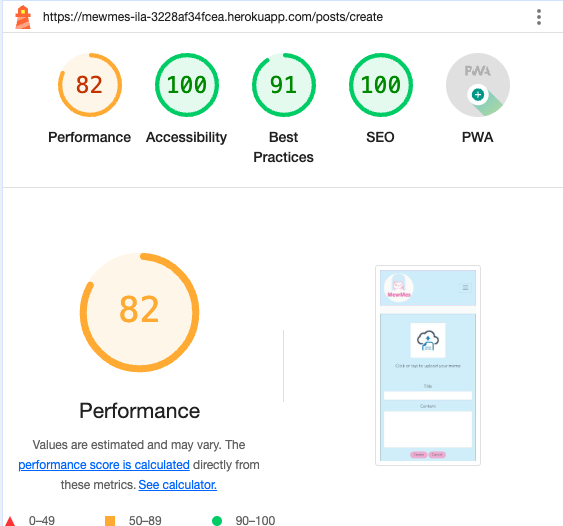 https://mewmes-ila-3228af34fcea.herokuapp.com/posts/create
82
100
91
100
PWA
Performance
Accessibility
Best
Practices
SEO
PWA
82
MewMes
Click or tap to upload your meme
Title
Content
Performance
Values are estimated and may vary. The
performance score is calculated directly from
these metrics. See calculator.
0–49
50–89
90–100